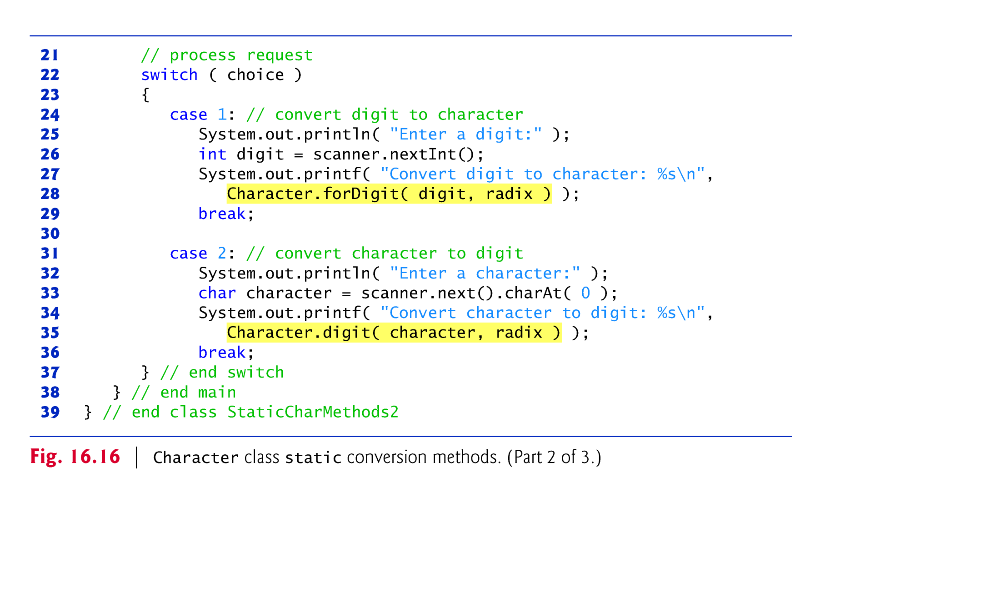 21 // process request
22 switch ( choice )
23 {
24 case 1: // convert digit to character
25 System.out.println( "Enter a digit:" );
26 int digit = scanner.nextInt();
27 System.out.printf( "Convert digit to character: %s\n",
28 Character.forDigit( digit, radix ) );
29 break;
30
31 case 2: // convert character to digit
32 System.out.println( "Enter a character:" );
33 char character = scanner.next().charAt( 0 );
34 System.out.printf( "Convert character to digit: %s\n",
35 Character.digit( character, radix ) );
36 break;
37 } // end switch
38 } // end main
39 } // end class StaticCharMethods2
Fig. 16.16 | Character class static conversion methods. (Part 2 of 3.)